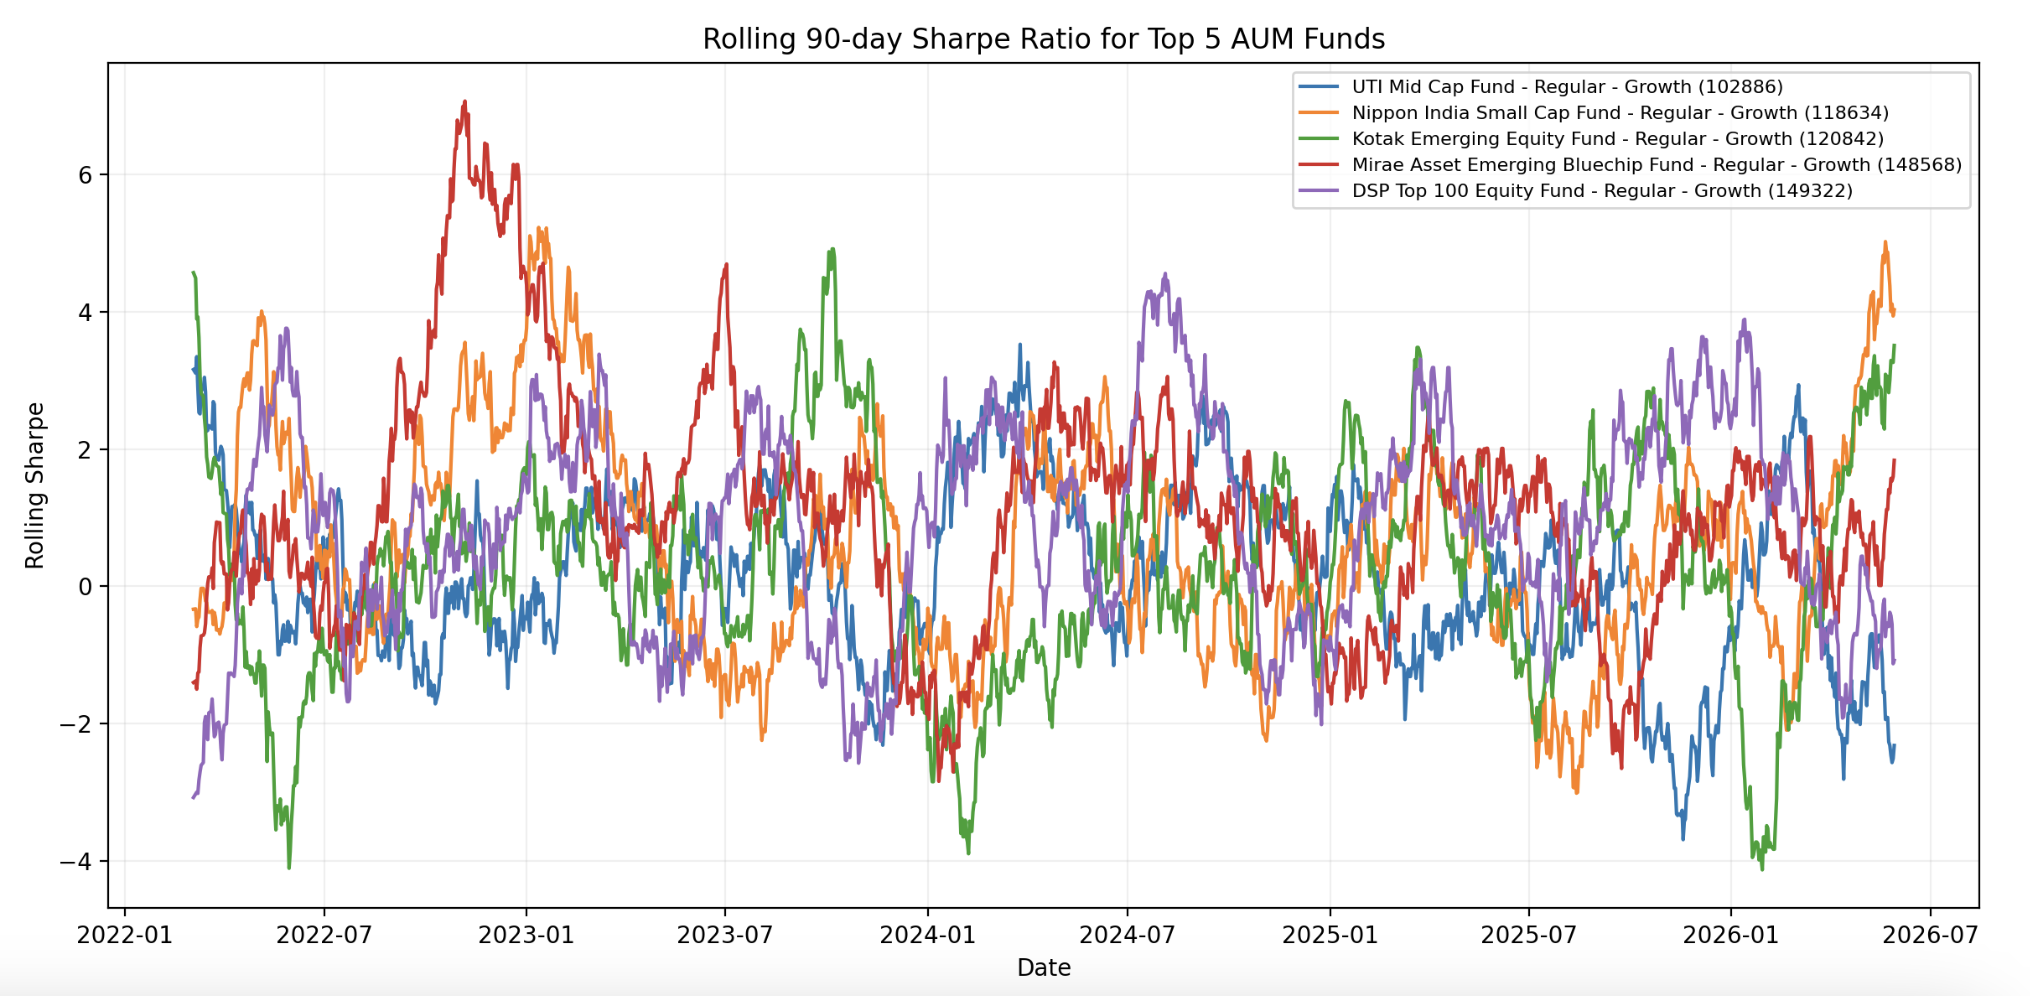 Rolling 90-day Sharpe Ratio for Top 5 AUM Funds
UTI Mid Cap Fund - Regular - Growth (102886)
Nippon India Small Cap Fund - Regular - Growth (118634)
Kotak Emerging Equity Fund - Regular - Growth (120842)
Mirae Asset Emerging Bluechip Fund - Regular - Growth (148568)
DSP Top 100 Equity Fund - Regular - Growth (149322)
Rolling Sharpe
6
4
2
0
−2
−4
2022-01 2022-07 2023-01 2023-07 2024-01 2024-07 2025-01 2025-07 2026-01 2026-07
Date